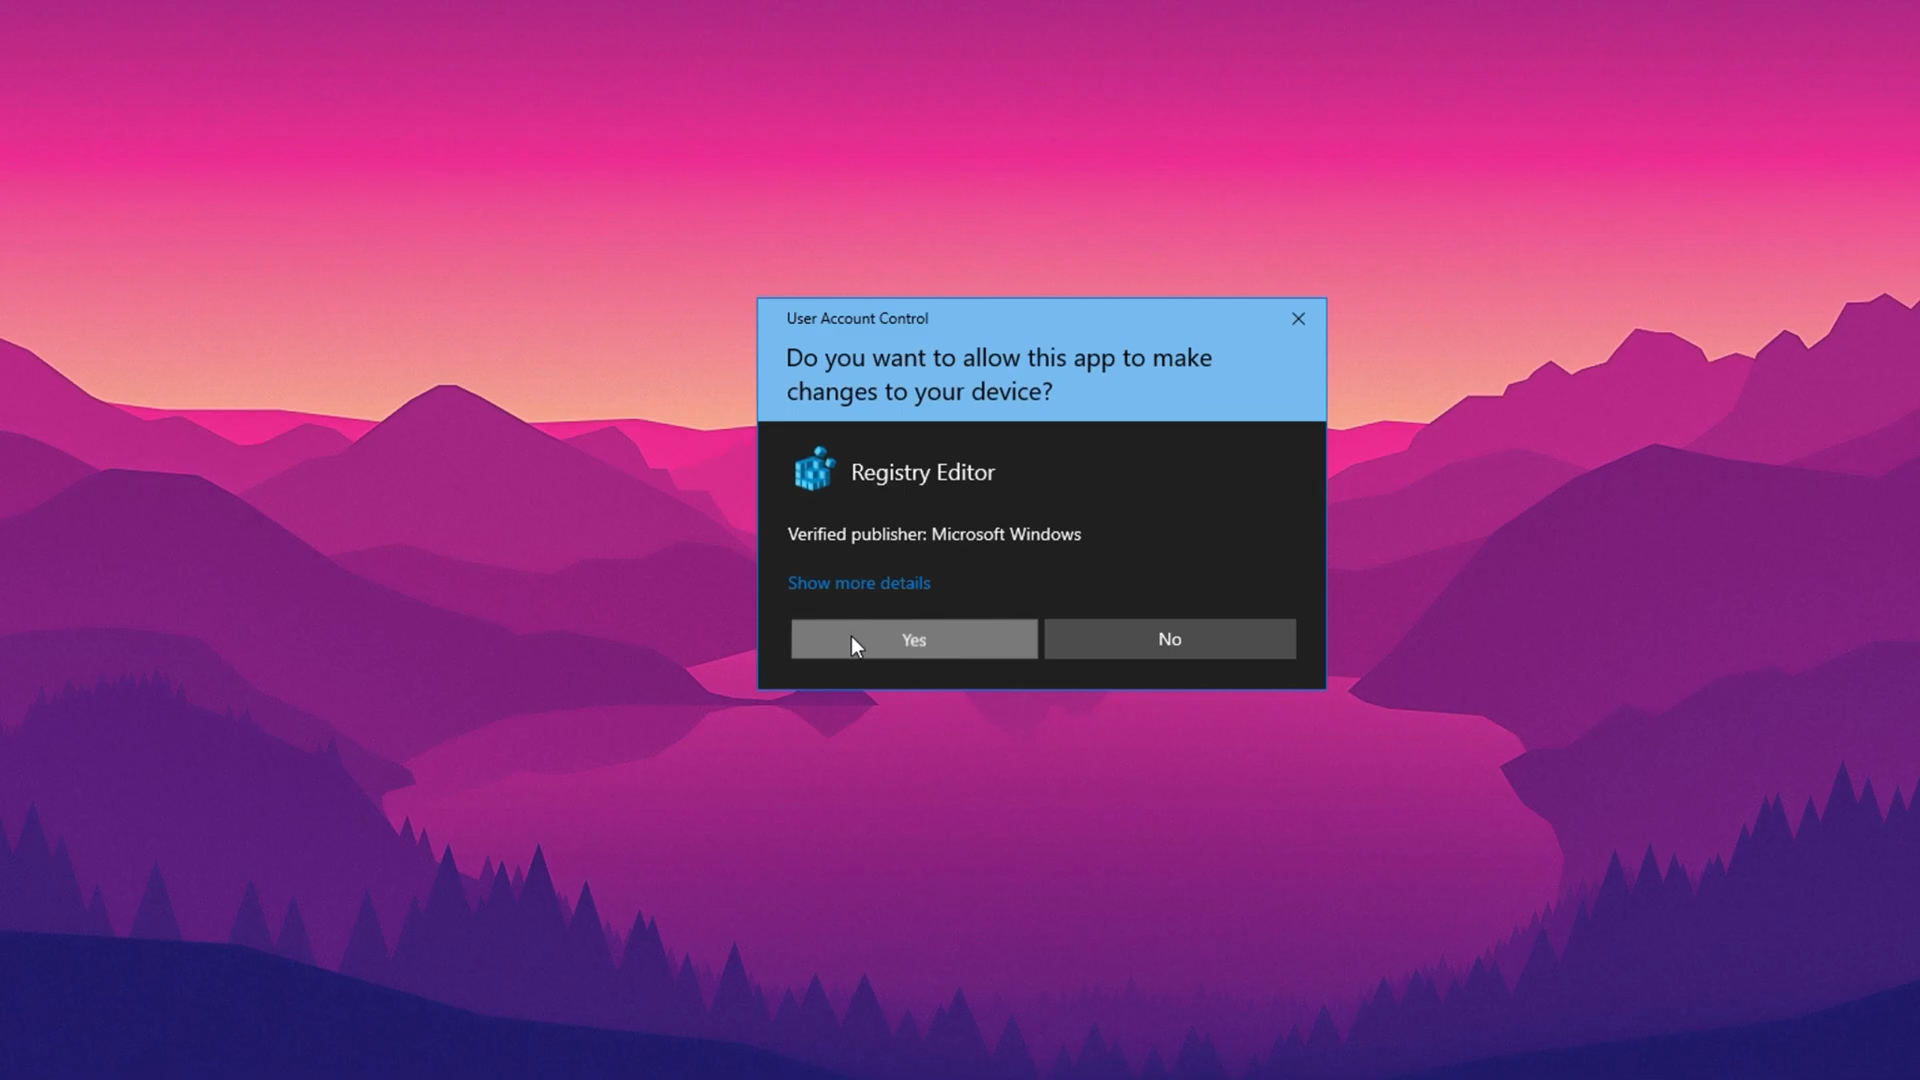 User Account Control
Do you want to allow this app to make
changes to your device?
Registry Editor
Verified publisher: Microsoft Windows
Show more details
Yes
No